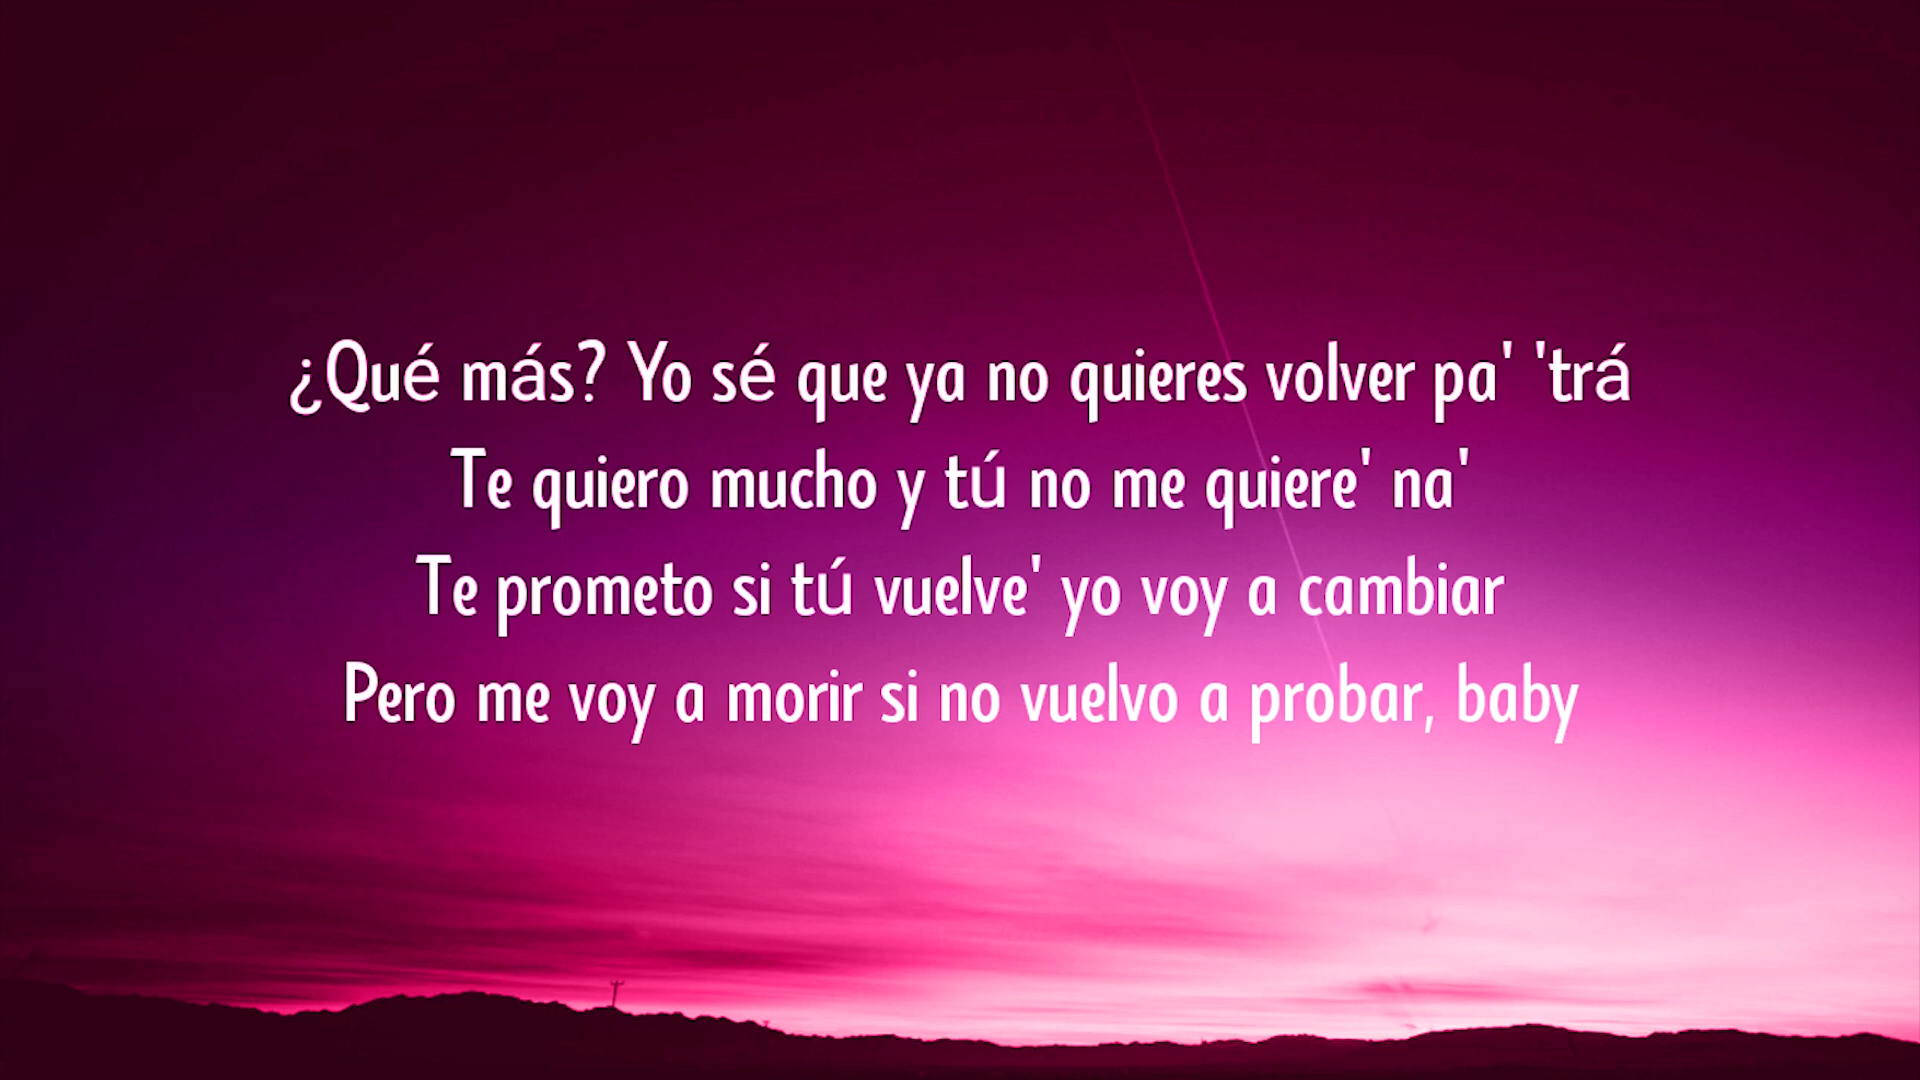 ¿Qué más? Yo sé que ya no quieres volver pa' 'trá
Te quiero mucho y tú no me quiere' na'
Te prometo si tú vuelve' yo voy a cambiar
Pero me voy a morir si no vuelvo a probar, baby